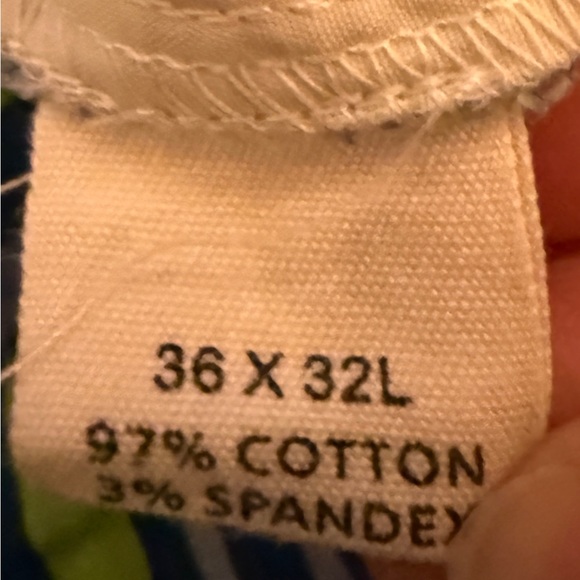 36 X 32L
97% COTTON
3% SPANDEX